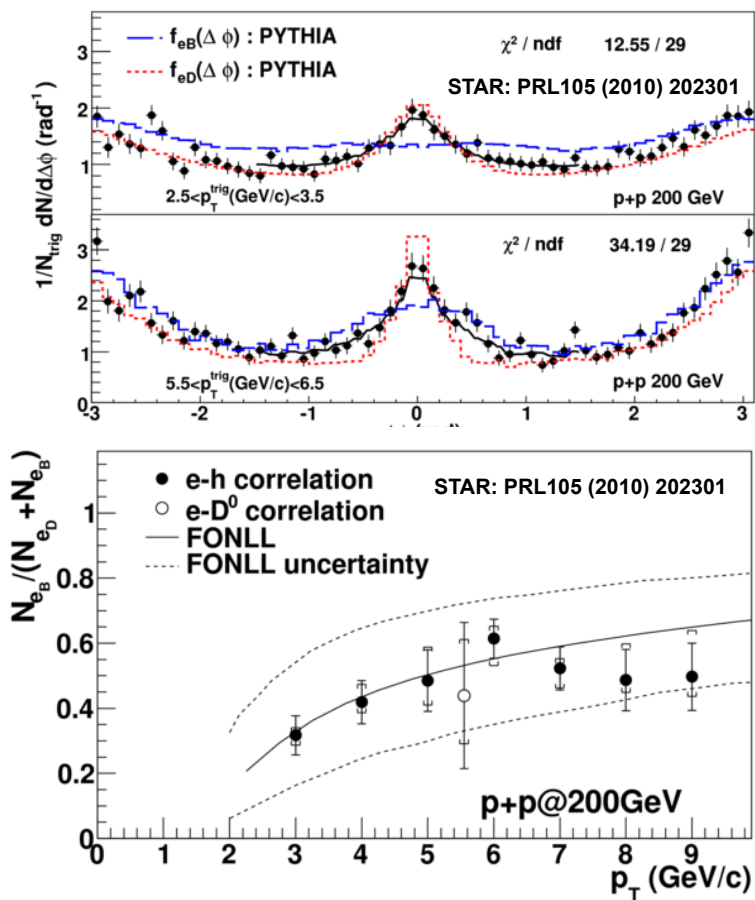 f_eB(Δ φ) : PYTHIA
f_eD(Δ φ) : PYTHIA
χ² / ndf 12.55 / 29
STAR: PRL105 (2010) 202301
3
2
1
2.5<p_T^trig(GeV/c)<3.5
p+p 200 GeV
1/N_trig dN/dΔφ (rad⁻¹)
χ² / ndf 34.19 / 29
3
2
1
0
5.5<p_T^trig(GeV/c)<6.5
p+p 200 GeV
-3 -2 -1 0 1 2 3
e-h correlation
e-D⁰ correlation
FONLL
FONLL uncertainty
STAR: PRL105 (2010) 202301
N_eB/(N_eD + N_eB)
1
0.8
0.6
0.4
0.2
0
p+p@200GeV
0 1 2 3 4 5 6 7 8 9
p_T (GeV/c)